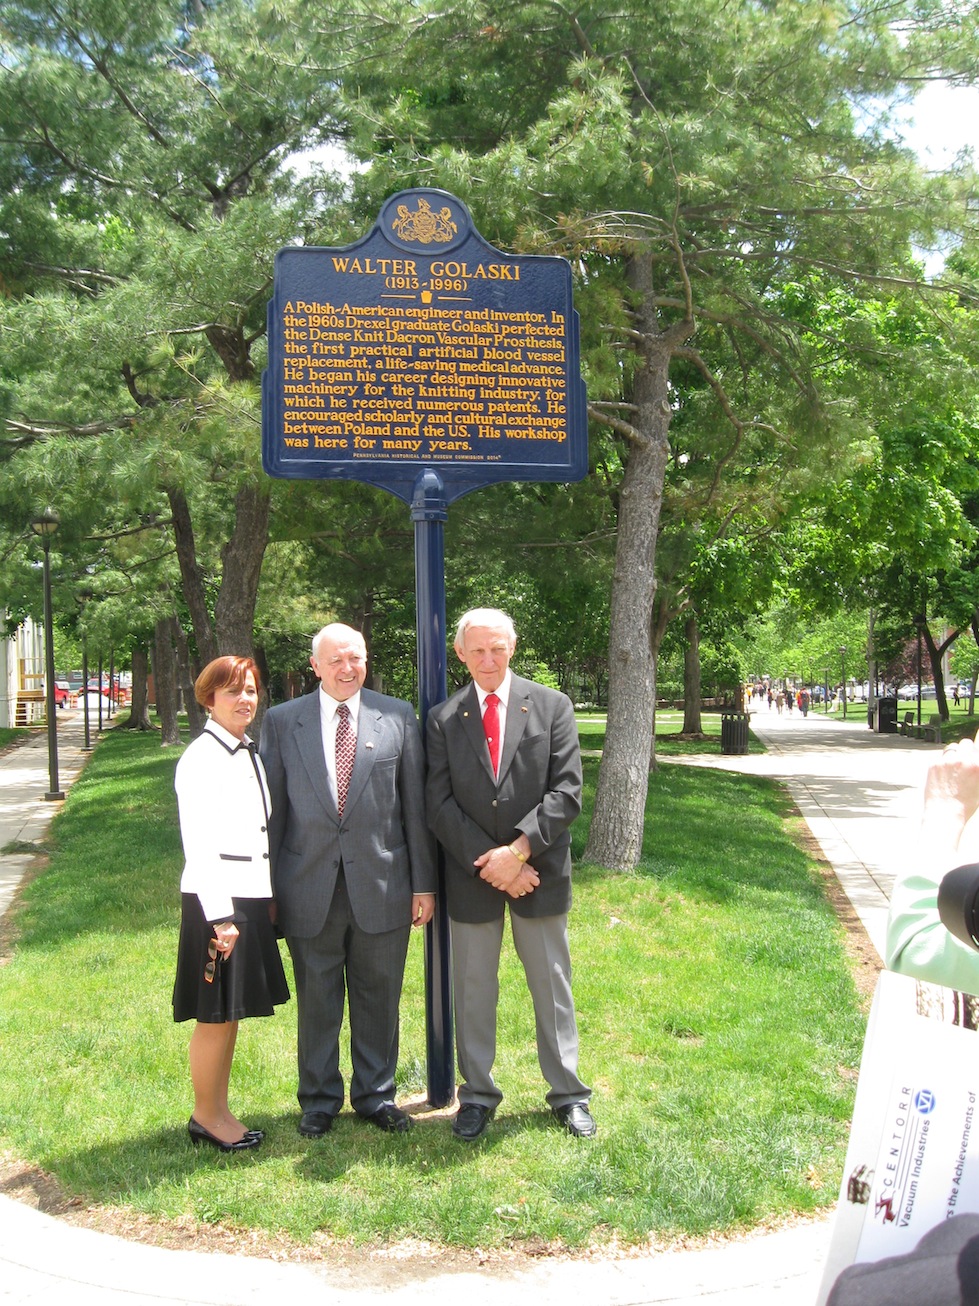 WALTER GOLASKI
(1913-1996)
A Polish-American engineer and inventor. In
the 1960s Drexel graduate Golaski perfected
the Dense Knit Dacron Vascular Prosthesis,
the first practical artificial blood vessel
replacement, a life-saving medical advance.
He began his career designing innovative
machinery for the knitting industry, for
which he received numerous patents. He
encouraged scholarly and cultural exchange
between Poland and the US. His workshop
was here for many years.
PENNSYLVANIA HISTORICAL AND MUSEUM COMMISSION 2014
CENTORR
Vacuum Industries VI
the Achievements of